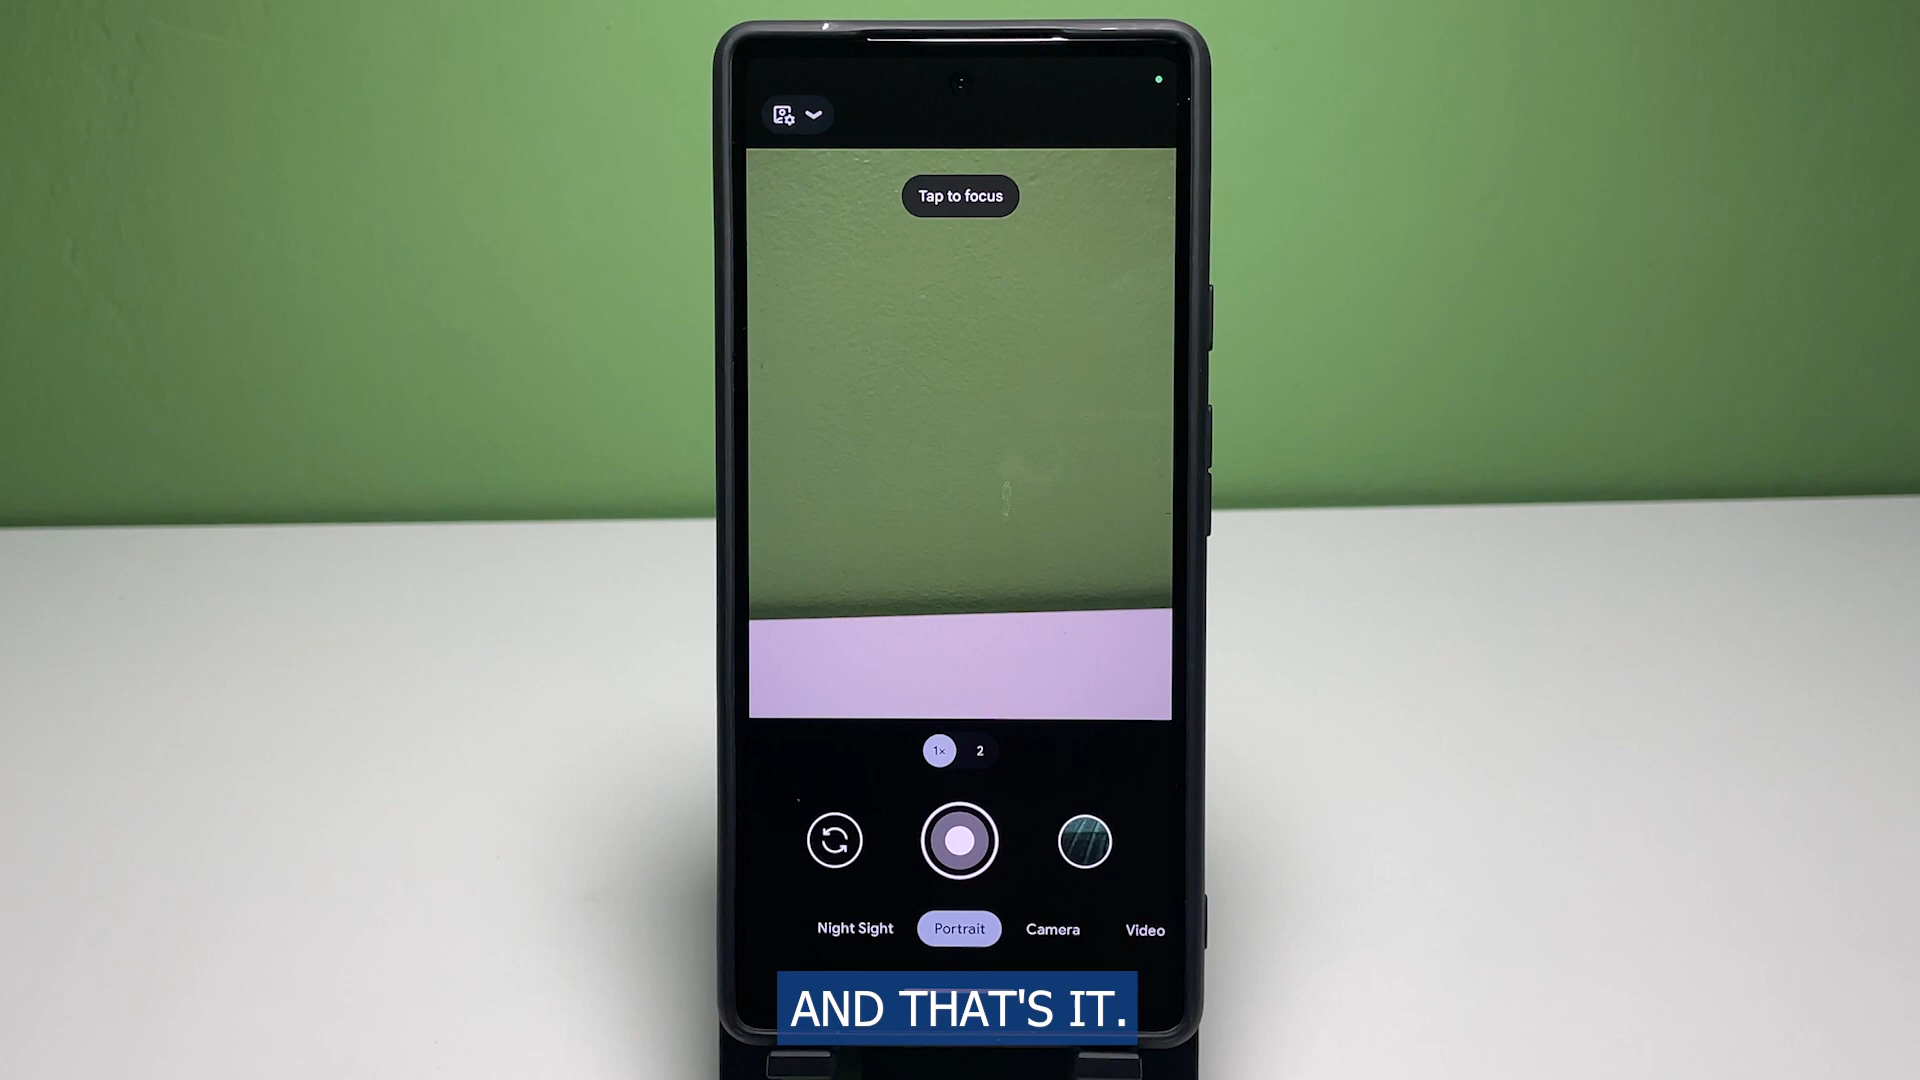 Tap to focus
1× 2
Night Sight Portrait Camera Video
AND THAT'S IT.